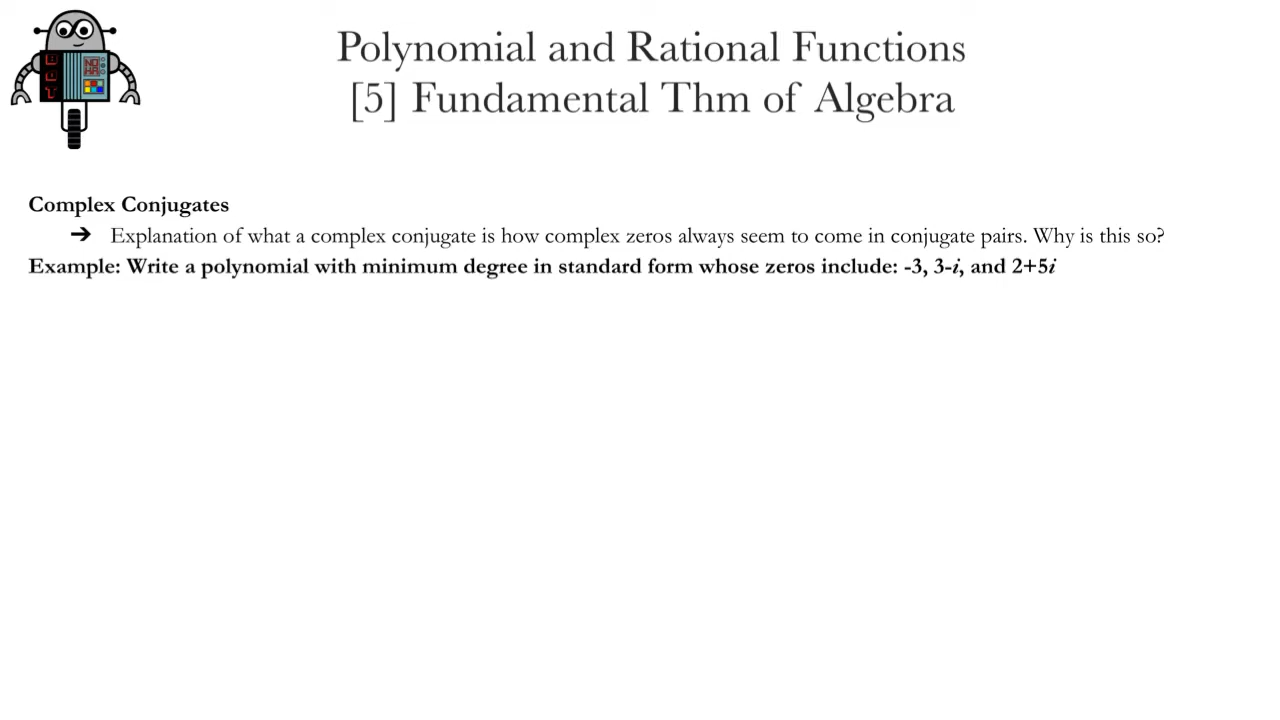 Polynomial and Rational Functions
[5] Fundamental Thm of Algebra
Complex Conjugates
➔ Explanation of what a complex conjugate is how complex zeros always seem to come in conjugate pairs. Why is this so?
Example: Write a polynomial with minimum degree in standard form whose zeros include: -3, 3-i, and 2+5i